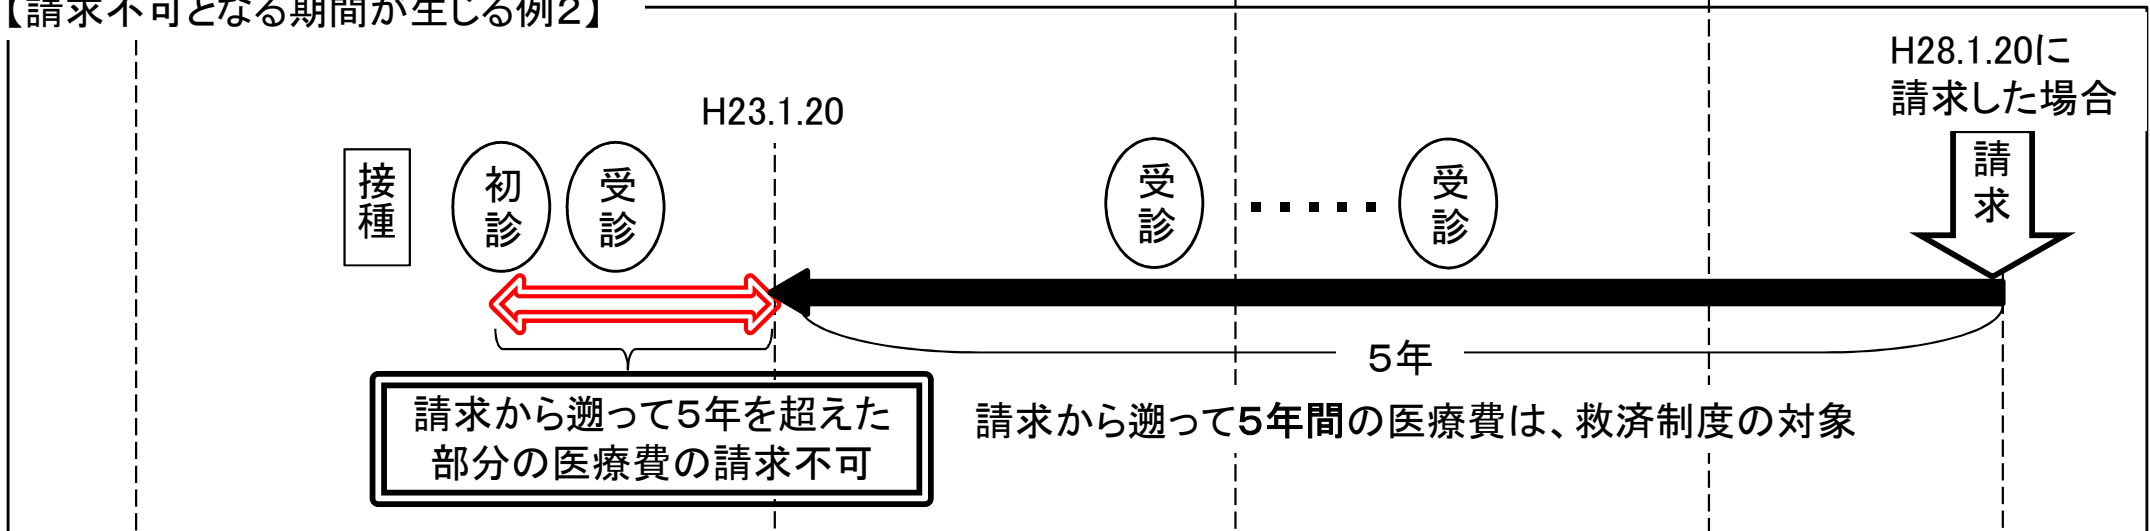 【請求不可となる期間が生じる例2】
H28.1.20に
請求した場合
H23.1.20
接種
初診
受診
受診
・・・・・
受診
請求
5年
請求から遡って5年を超えた
部分の医療費の請求不可
請求から遡って5年間の医療費は、救済制度の対象